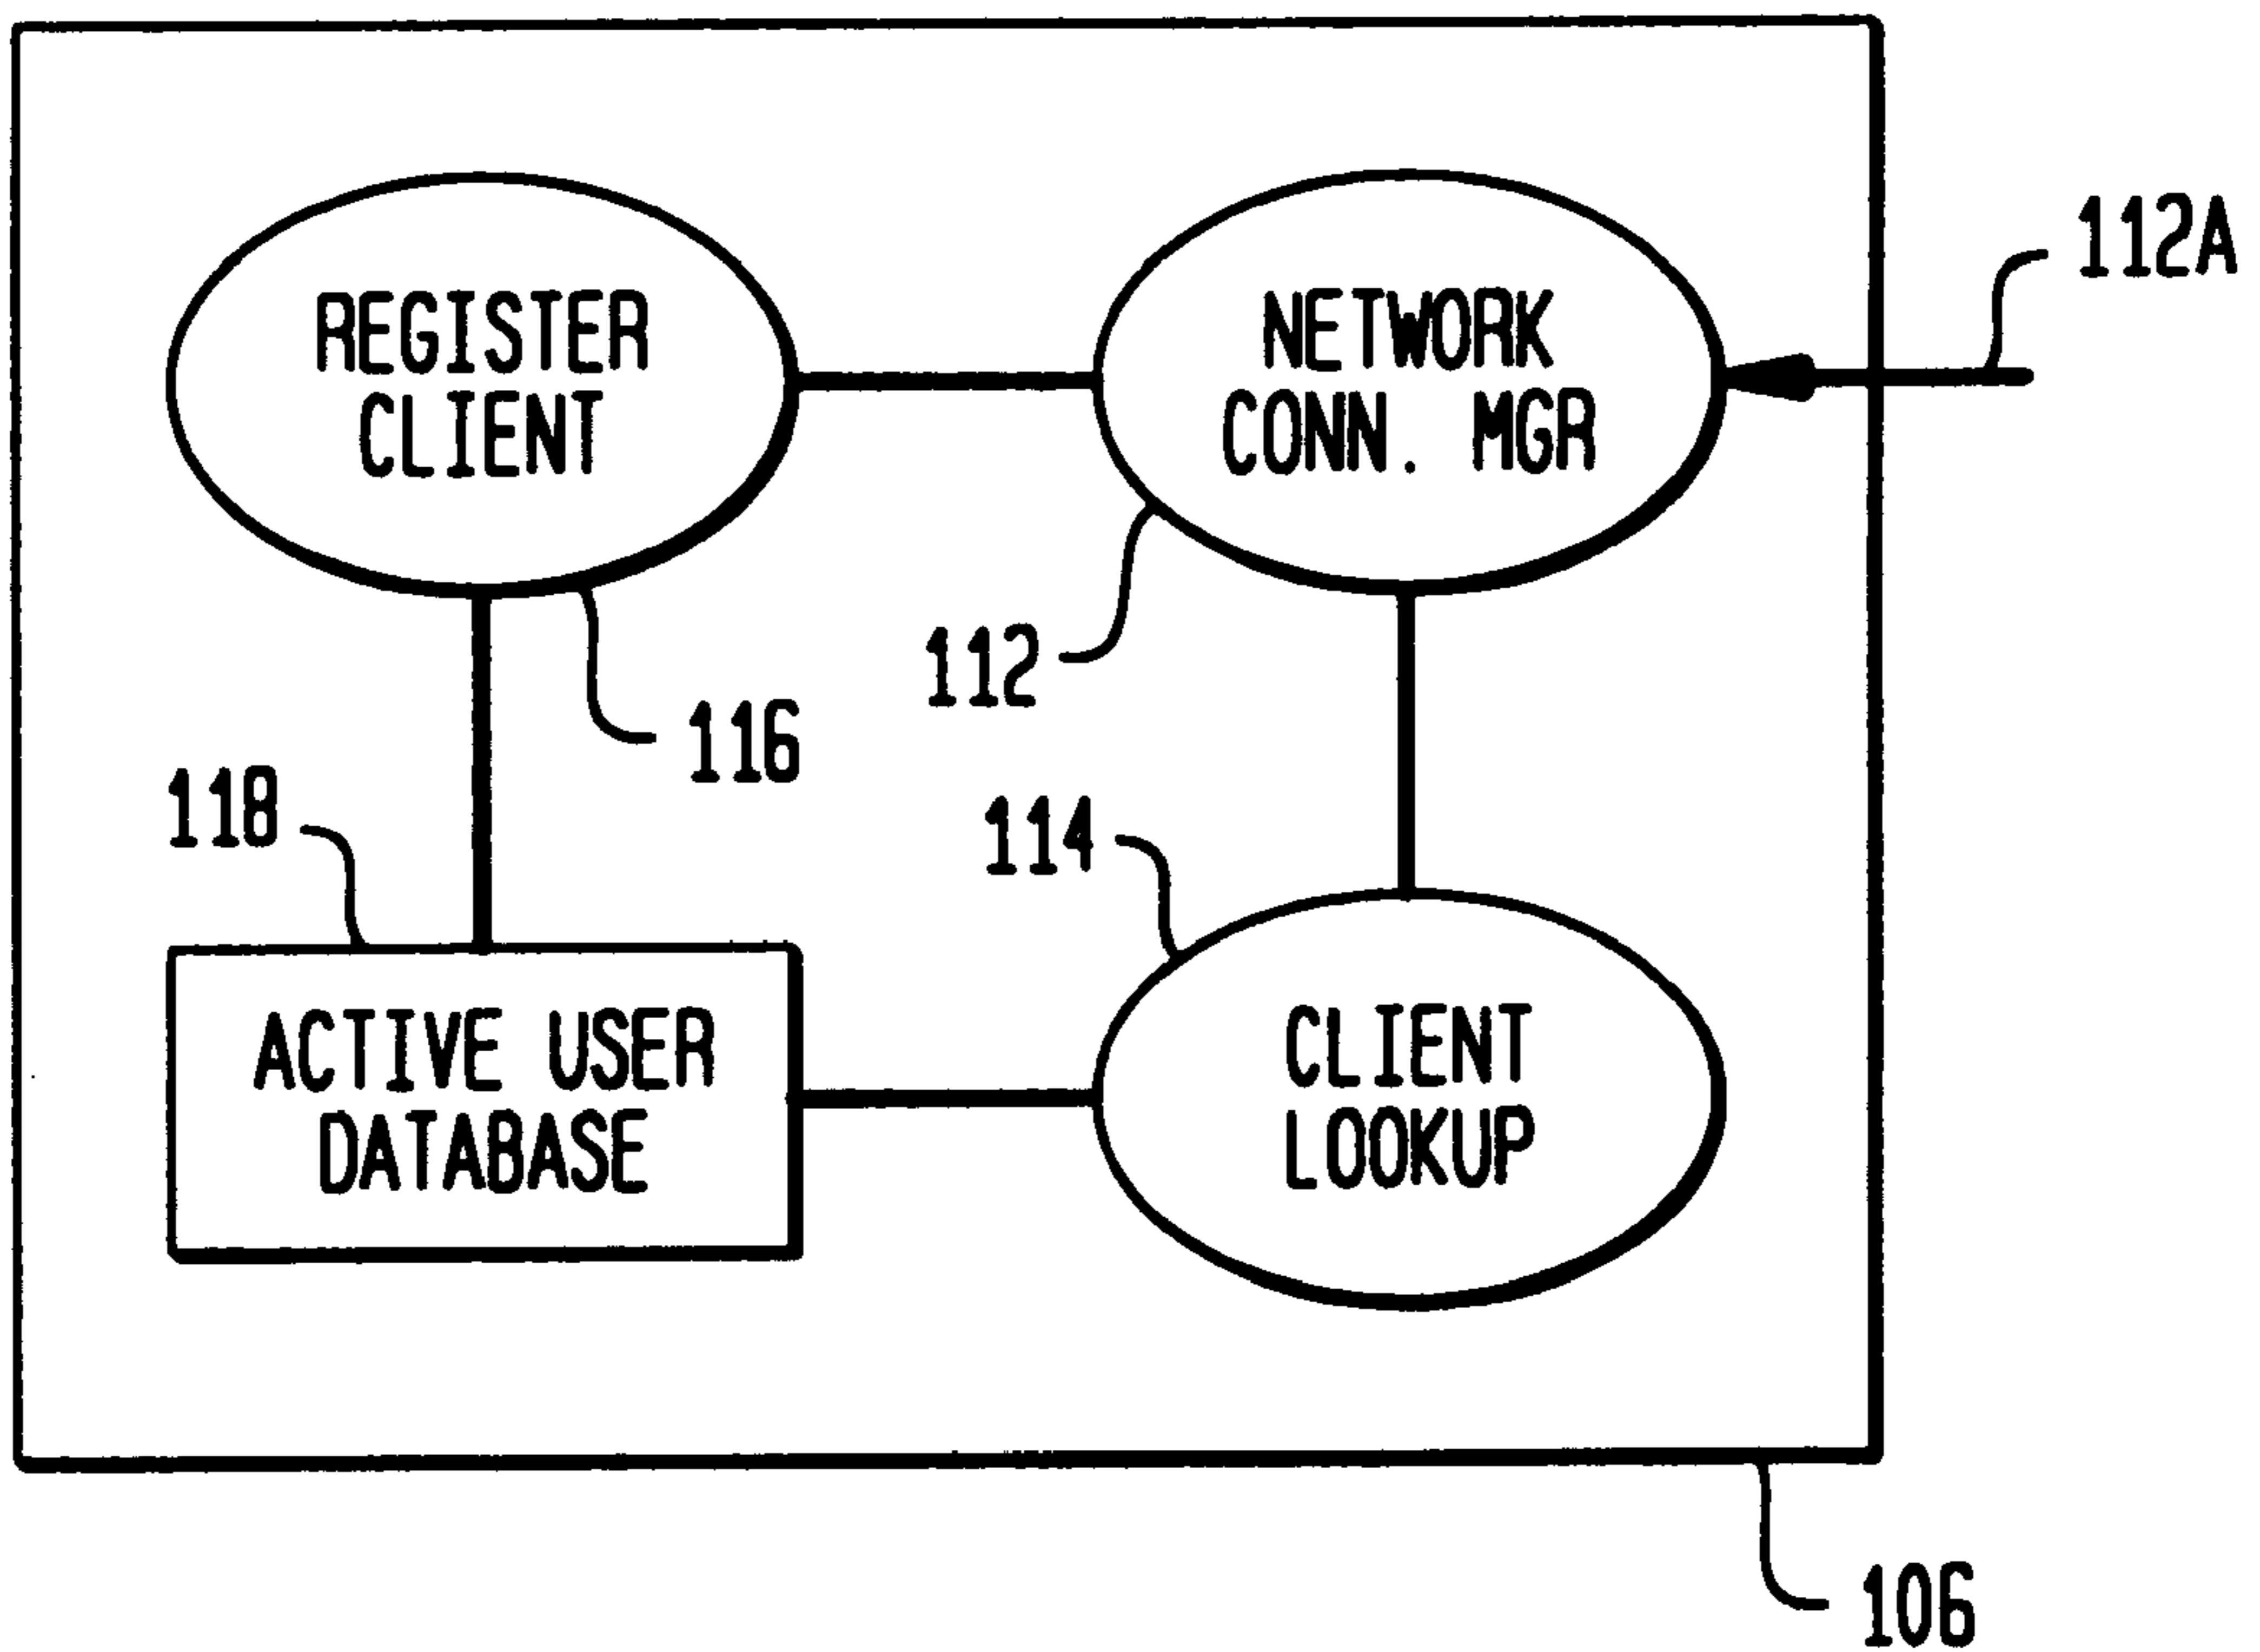 112A
REGISTER
CLIENT
NETWORK
CONN. MGR
112
116
118
114
ACTIVE USER
DATABASE
CLIENT
LOOKUP
106